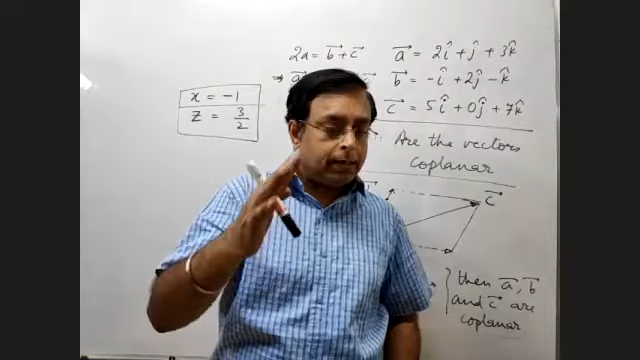 2a = b⃗ + c⃗
a⃗ = 2î + ĵ + 3k̂
b⃗ = -î + 2ĵ - k̂
c⃗ = 5î + 0ĵ + 7k̂
x = -1
z = 3/2
Are the vectors
coplanar
c⃗
then a⃗, b⃗
and c⃗ are
coplanar